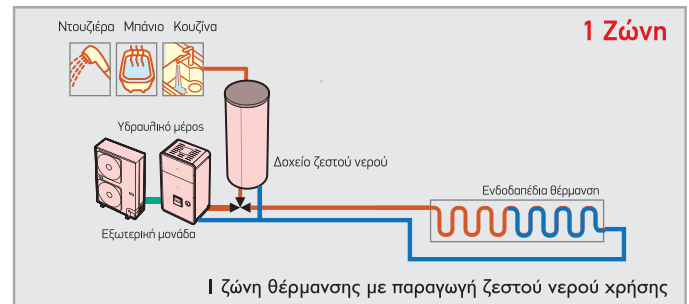 1 Ζώνη
Ντουζιέρα Μπάνιο Κουζίνα
Υδραυλικό μέρος
Δοχείο ζεστού νερού
Ενδοδαπέδια θέρμανση
Εξωτερική μονάδα
1 ζώνη θέρμανσης με παραγωγή ζεστού νερού χρήσης